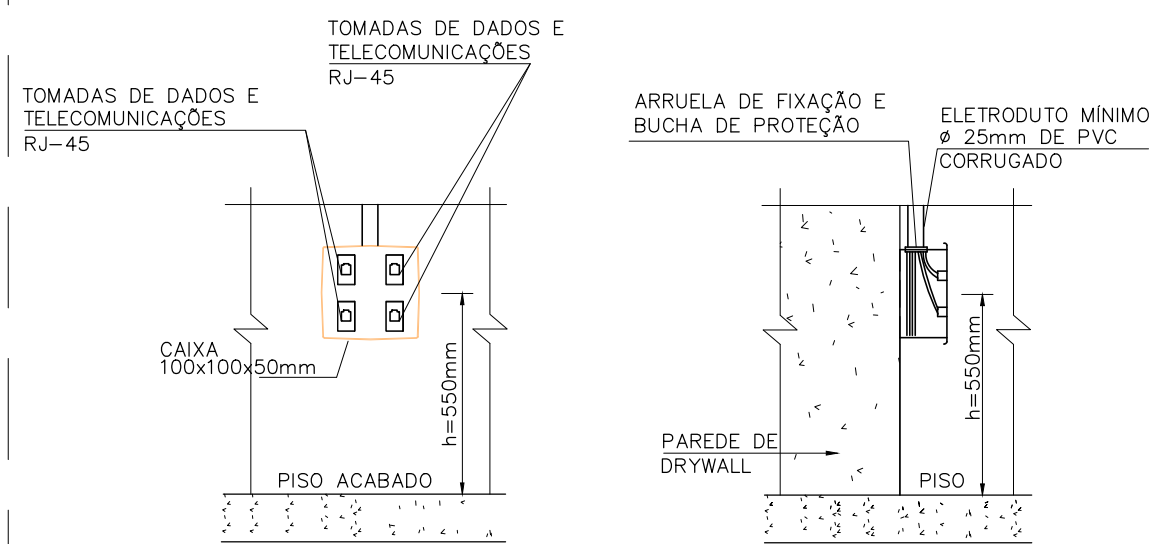 TOMADAS DE DADOS E
TELECOMUNICAÇÕES
RJ-45
TOMADAS DE DADOS E
TELECOMUNICAÇÕES
RJ-45
CAIXA
100x100x50mm
h=550mm
PISO ACABADO
ARRUELA DE FIXAÇÃO E
BUCHA DE PROTEÇÃO
ELETRODUTO MÍNIMO
ø 25mm DE PVC
CORRUGADO
h=550mm
PAREDE DE
DRYWALL
PISO